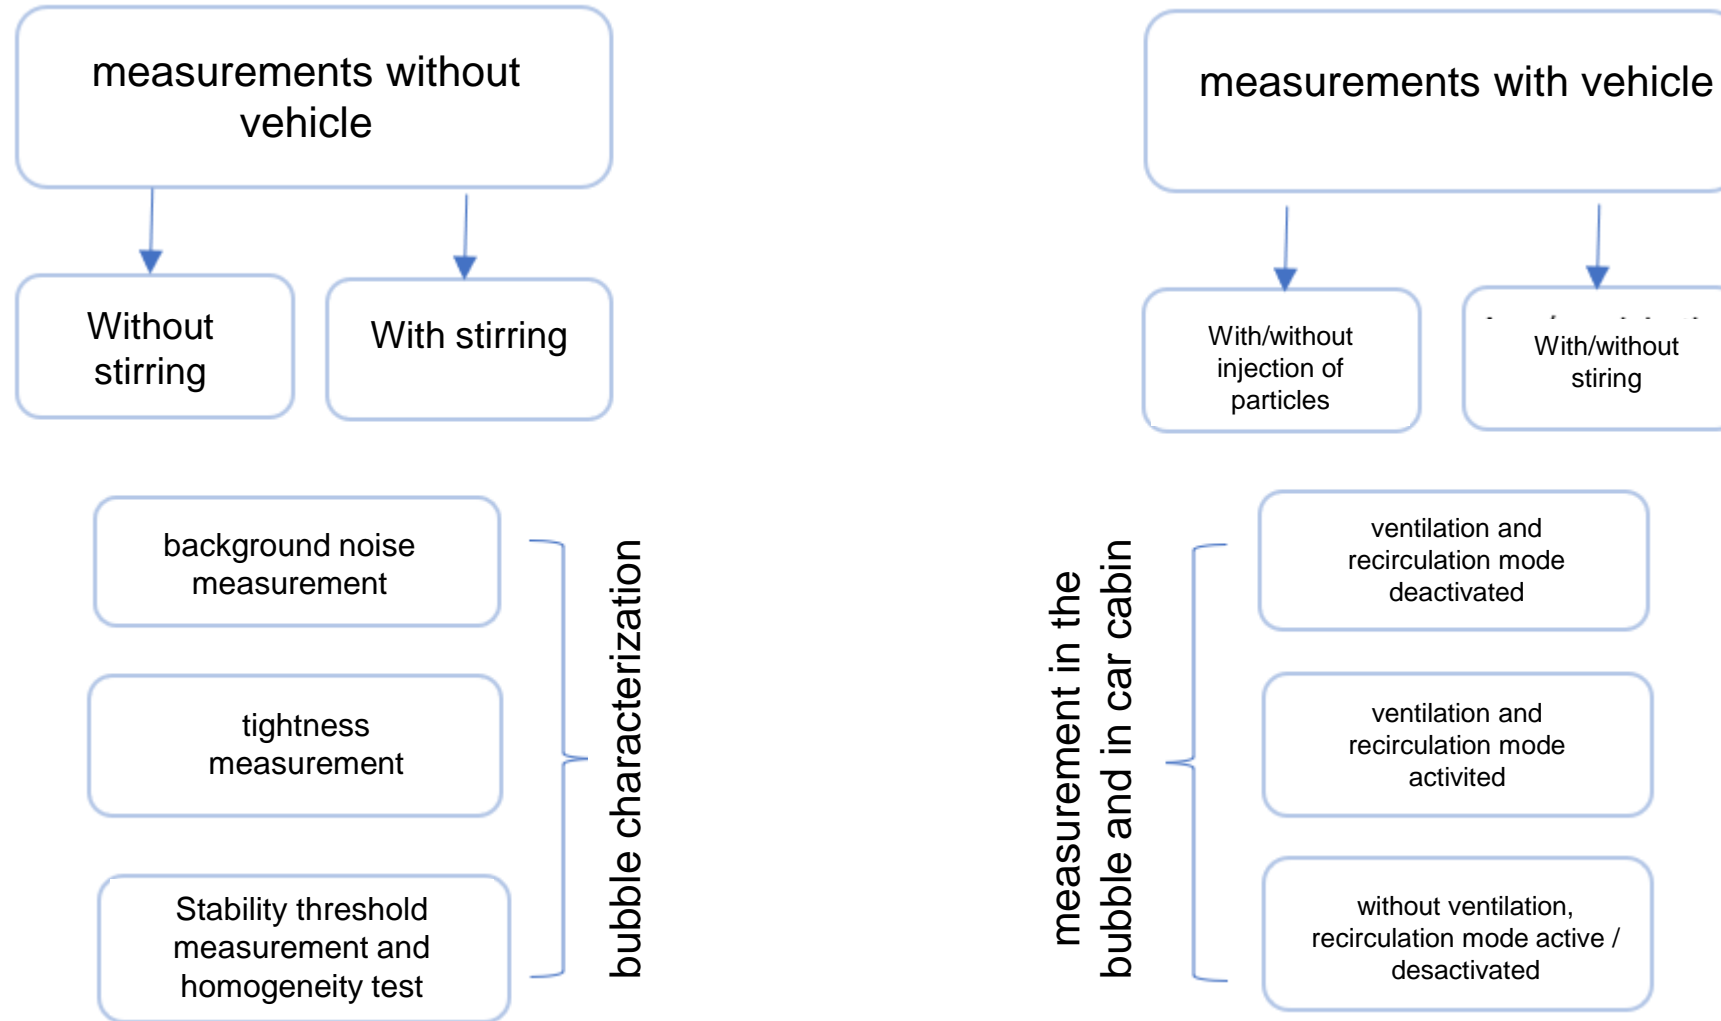 measurements without
vehicle
Without
stirring
With stirring
background noise
measurement
tightness
measurement
Stability threshold
measurement and
homogeneity test
bubble characterization
measurements with vehicle
With/without
injection of
particles
With/without
stiring
measurement in the
bubble and in car cabin
ventilation and
recirculation mode
deactivated
ventilation and
recirculation mode
activited
without ventilation,
recirculation mode active /
desactivated